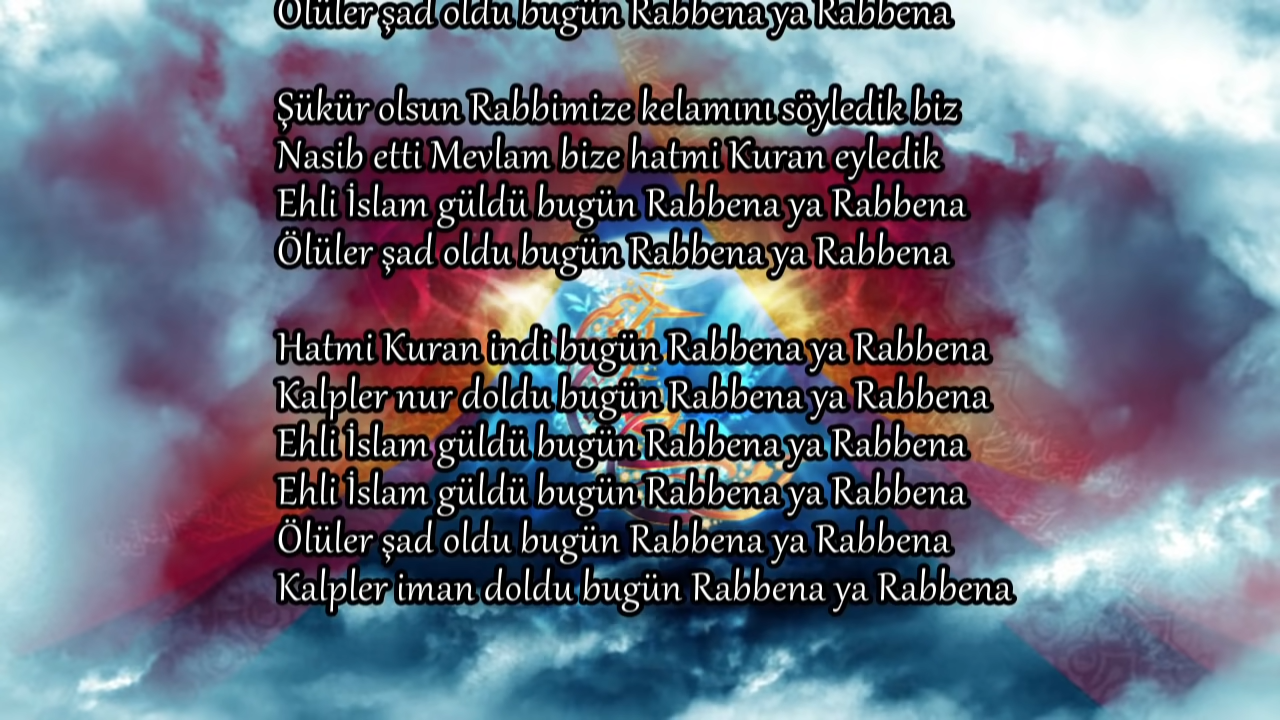 Ölüler şad oldu bugün Rabbena ya Rabbena
Şükür olsun Rabbimize kelamını söyledik biz
Nasib etti Mevlam bize hatmi Kuran eyledik
Ehli İslam güldü bugün Rabbena ya Rabbena
Ölüler şad oldu bugün Rabbena ya Rabbena
Hatmi Kuran indi bugün Rabbena ya Rabbena
Kalpler nur doldu bugün Rabbena ya Rabbena
Ehli İslam güldü bugün Rabbena ya Rabbena
Ehli İslam güldü bugün Rabbena ya Rabbena
Ölüler şad oldu bugün Rabbena ya Rabbena
Kalpler iman doldu bugün Rabbena ya Rabbena